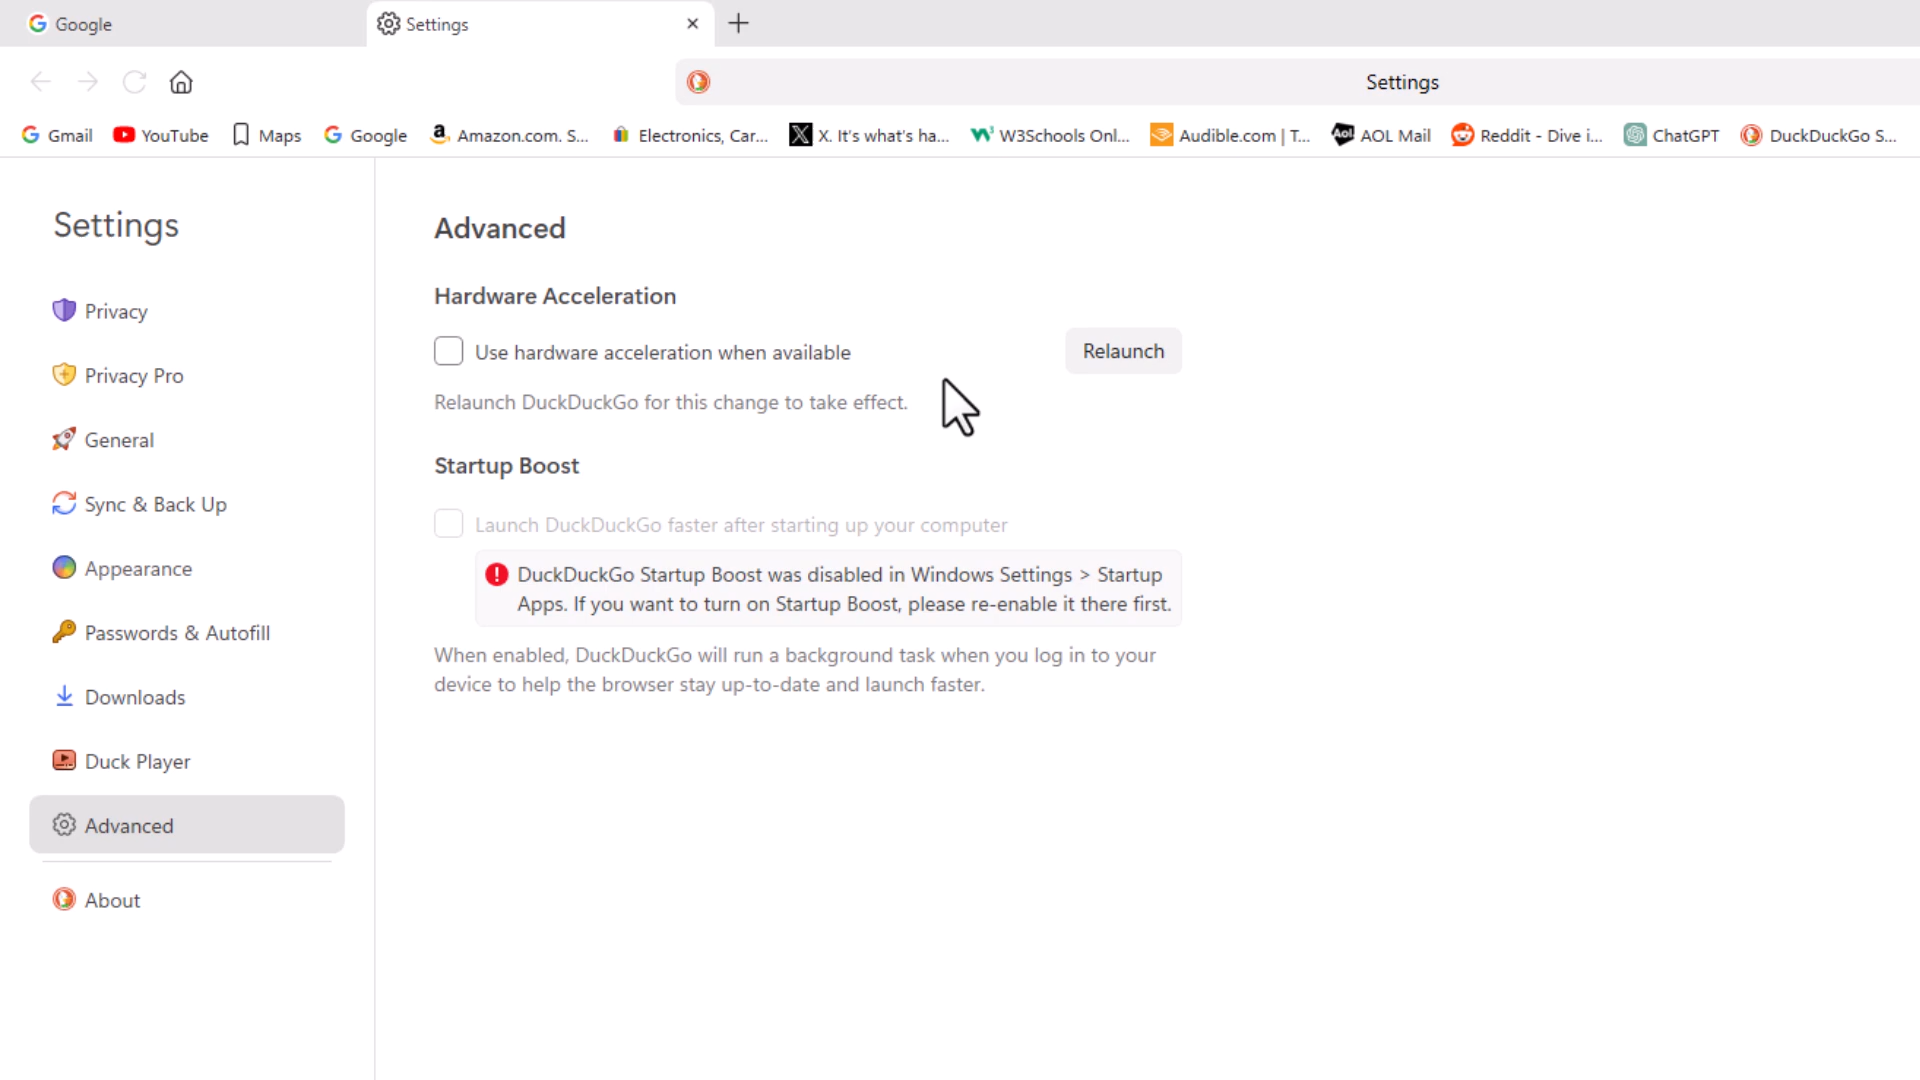 Google
Settings
Settings
Gmail
YouTube
Maps
Google
Amazon.com. S...
Electronics, Car...
X. It's what's ha...
W3Schools Onl...
Audible.com | T...
AOL Mail
Reddit - Dive i...
ChatGPT
DuckDuckGo S...
Settings
Privacy
Privacy Pro
General
Sync & Back Up
Appearance
Passwords & Autofill
Downloads
Duck Player
Advanced
About
Advanced
Hardware Acceleration
Use hardware acceleration when available
Relaunch
Relaunch DuckDuckGo for this change to take effect.
Startup Boost
Launch DuckDuckGo faster after starting up your computer
DuckDuckGo Startup Boost was disabled in Windows Settings > Startup
Apps. If you want to turn on Startup Boost, please re-enable it there first.
When enabled, DuckDuckGo will run a background task when you log in to your
device to help the browser stay up-to-date and launch faster.